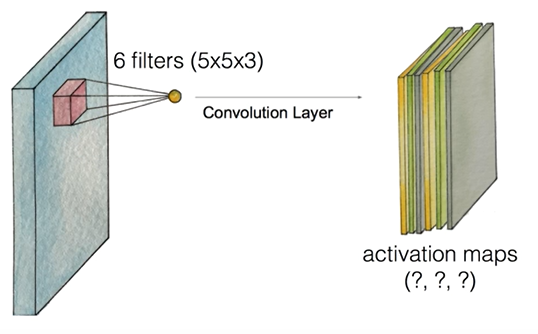 6 filters (5x5x3)
Convolution Layer
activation maps
(?, ?, ?)